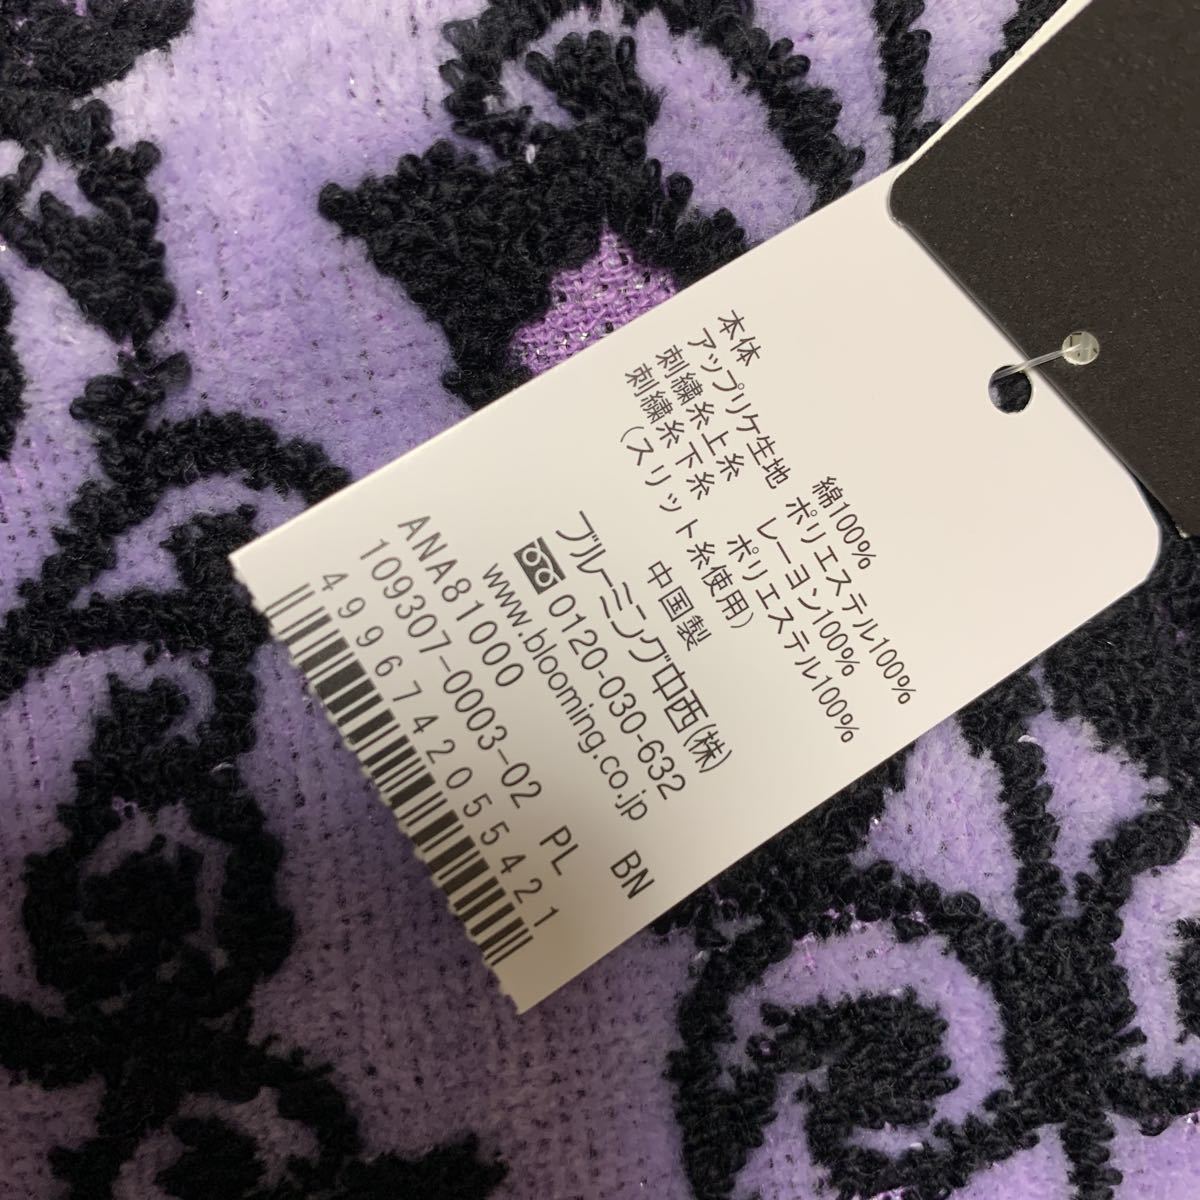 本体 綿100%
アップリケ生地 ポリエステル100%
刺繍糸上糸 レーヨン100%
刺繍糸下糸 ポリエステル100%
(スリット糸使用)
中国製
ブルーミング中西(株)
0120-030-632
www.blooming.co.jp
ANA81000 BN
109307-0003-02 PL
4996742055421